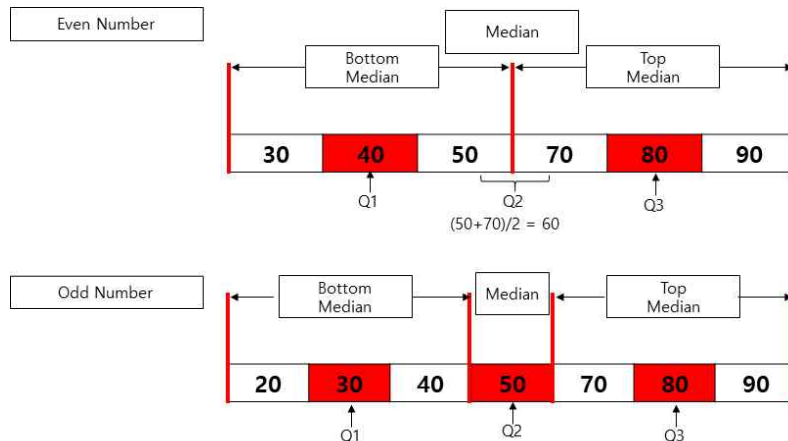 Even Number
Median
Bottom
Median
Top
Median
30 40 50 70 80 90
Q1 Q2 Q3
(50+70)/2 = 60
Odd Number
Bottom
Median
Median
Top
Median
20 30 40 50 70 80 90
Q1 Q2 Q3